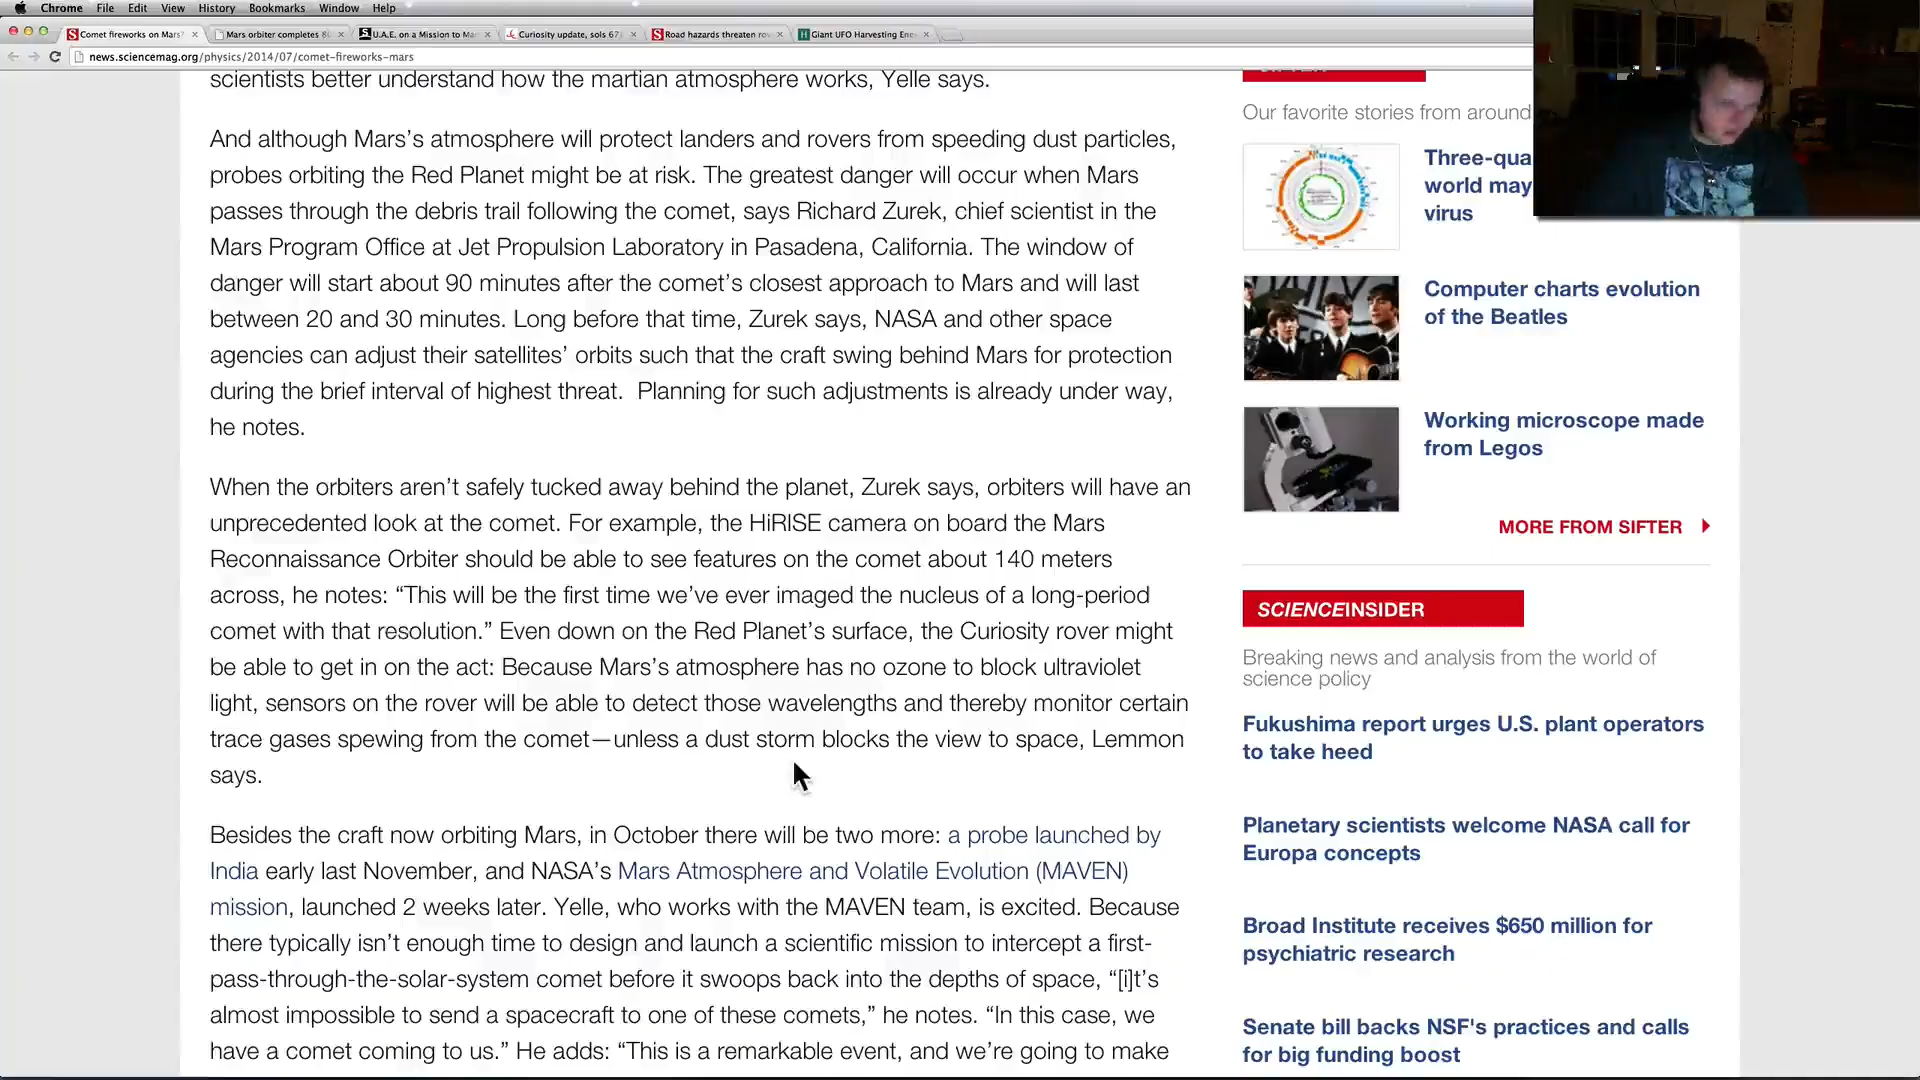 Chrome File Edit View History Bookmarks Window Help
Comet fireworks on Mars?
Mars orbiter completes 80
U.A.E. on a Mission to Ma
Curiosity update, sols 67
Road hazards threaten ro
Giant UFO Harvesting Ene
news.sciencemag.org/physics/2014/07/comet-fireworks-mars
scientists better understand how the martian atmosphere works, Yelle says.
And although Mars’s atmosphere will protect landers and rovers from speeding dust particles,
probes orbiting the Red Planet might be at risk. The greatest danger will occur when Mars
passes through the debris trail following the comet, says Richard Zurek, chief scientist in the
Mars Program Office at Jet Propulsion Laboratory in Pasadena, California. The window of
danger will start about 90 minutes after the comet’s closest approach to Mars and will last
between 20 and 30 minutes. Long before that time, Zurek says, NASA and other space
agencies can adjust their satellites’ orbits such that the craft swing behind Mars for protection
during the brief interval of highest threat.  Planning for such adjustments is already under way,
he notes.
When the orbiters aren’t safely tucked away behind the planet, Zurek says, orbiters will have an
unprecedented look at the comet. For example, the HiRISE camera on board the Mars
Reconnaissance Orbiter should be able to see features on the comet about 140 meters
across, he notes: “This will be the first time we’ve ever imaged the nucleus of a long-period
comet with that resolution.” Even down on the Red Planet’s surface, the Curiosity rover might
be able to get in on the act: Because Mars’s atmosphere has no ozone to block ultraviolet
light, sensors on the rover will be able to detect those wavelengths and thereby monitor certain
trace gases spewing from the comet—unless a dust storm blocks the view to space, Lemmon
says.
Besides the craft now orbiting Mars, in October there will be two more: a probe launched by
India early last November, and NASA’s Mars Atmosphere and Volatile Evolution (MAVEN)
mission, launched 2 weeks later. Yelle, who works with the MAVEN team, is excited. Because
there typically isn’t enough time to design and launch a scientific mission to intercept a first-
pass-through-the-solar-system comet before it swoops back into the depths of space, “[i]t’s
almost impossible to send a spacecraft to one of these comets,” he notes. “In this case, we
have a comet coming to us.” He adds: “This is a remarkable event, and we’re going to make
Our favorite stories from around
Three-qua
world may
virus
Computer charts evolution
of the Beatles
Working microscope made
from Legos
MORE FROM SIFTER
SCIENCEINSIDER
Breaking news and analysis from the world of
science policy
Fukushima report urges U.S. plant operators
to take heed
Planetary scientists welcome NASA call for
Europa concepts
Broad Institute receives $650 million for
psychiatric research
Senate bill backs NSF's practices and calls
for big funding boost